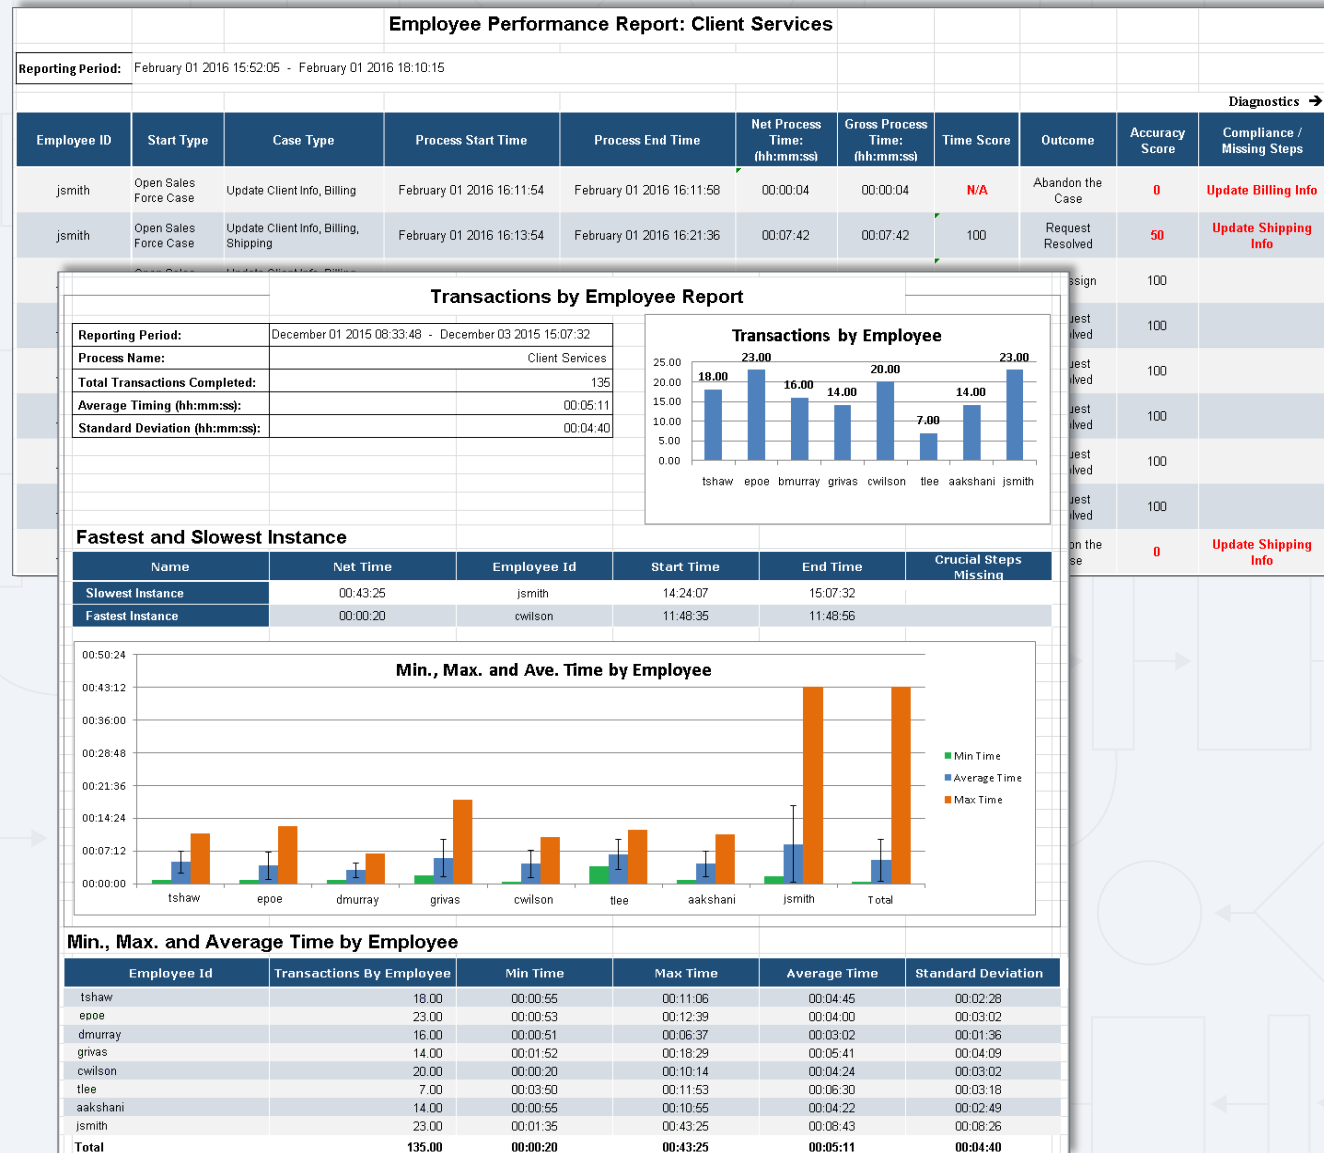 Employee Performance Report: Client Services
Reporting Period: February 01 2016 15:52:05 - February 01 2016 18:10:15
Diagnostics →
Employee ID Start Type Case Type Process Start Time Process End Time Net Process Time: (hh:mm:ss) Gross Process Time: (hh:mm:ss) Time Score Outcome Accuracy Score Compliance / Missing Steps
jsmith Open Sales Force Case Update Client Info, Billing February 01 2016 16:11:54 February 01 2016 16:11:58 00:00:04 00:00:04 N/A Abandon the Case 0 Update Billing Info
jsmith Open Sales Force Case Update Client Info, Billing, Shipping February 01 2016 16:13:54 February 01 2016 16:21:36 00:07:42 00:07:42 100 Request Resolved 50 Update Shipping Info
100
100
100
100
100
100
the 0 Update Shipping Info
Transactions by Employee Report
Reporting Period: December 01 2015 08:33:48 - December 03 2015 15:07:32
Process Name: Client Services
Total Transactions Completed: 135
Average Timing (hh:mm:ss): 00:05:11
Standard Deviation (hh:mm:ss): 00:04:40
Transactions by Employee
25.00
20.00
15.00
10.00
5.00
0.00
18.00 23.00 16.00 14.00 20.00 7.00 14.00 23.00
tshaw epoe bmurray grivas cwilson tlee aakshani jsmith
Fastest and Slowest Instance
Name Net Time Employee Id Start Time End Time Crucial Steps Missing
Slowest Instance 00:43:25 jsmith 14:24:07 15:07:32
Fastest Instance 00:00:20 cwilson 11:48:35 11:48:56
Min., Max. and Ave. Time by Employee
00:50:24
00:43:12
00:36:00
00:28:48
00:21:36
00:14:24
00:07:12
00:00:00
tshaw epoe dmurray grivas cwilson tlee aakshani jsmith Total
Min Time
Average Time
Max Time
Min., Max. and Average Time by Employee
Employee Id Transactions By Employee Min Time Max Time Average Time Standard Deviation
tshaw 18.00 00:00:55 00:11:06 00:04:45 00:02:28
epoe 23.00 00:00:53 00:12:39 00:04:00 00:03:02
dmurray 16.00 00:00:51 00:06:37 00:03:02 00:01:36
grivas 14.00 00:01:52 00:18:29 00:05:41 00:04:09
cwilson 20.00 00:00:20 00:10:14 00:04:24 00:03:02
tlee 7.00 00:03:50 00:11:53 00:06:30 00:03:18
aakshani 14.00 00:00:55 00:10:55 00:04:22 00:02:49
jsmith 23.00 00:01:35 00:43:25 00:08:43 00:08:26
Total 135.00 00:00:20 00:43:25 00:05:11 00:04:40